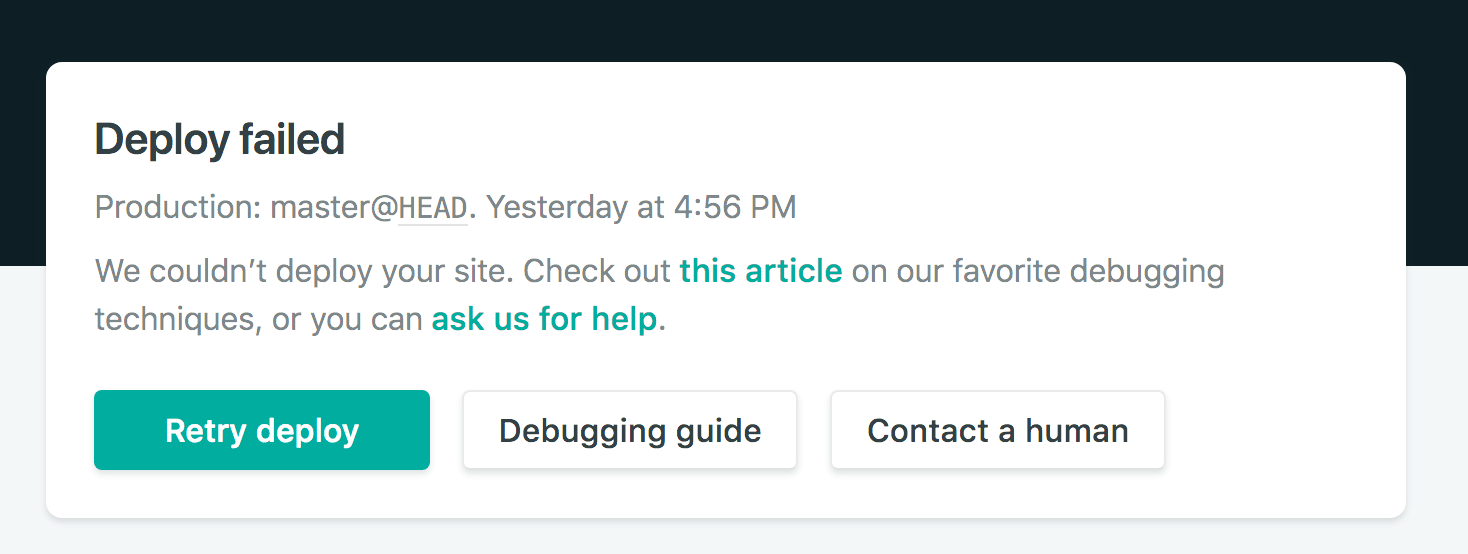 Deploy failed
Production: master@HEAD. Yesterday at 4:56 PM
We couldn’t deploy your site. Check out this article on our favorite debugging
techniques, or you can ask us for help.
Retry deploy
Debugging guide
Contact a human